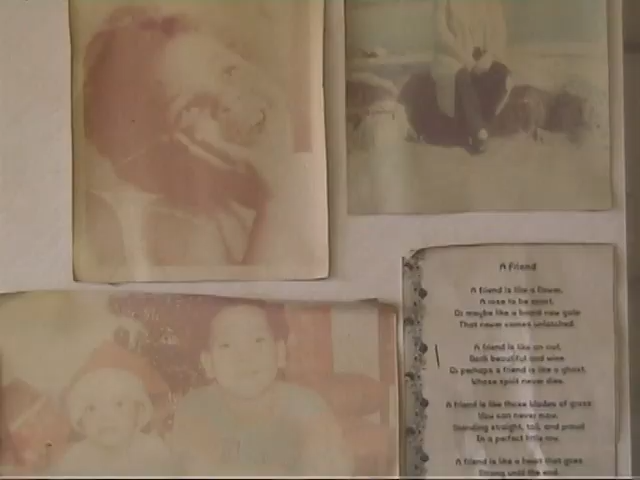 A Friend
A friend is like a flower,
A rose to be exact,
Or maybe like a brand new gate
That never comes unlatched.
A friend is like an owl,
Both beautiful and wise
Or perhaps a friend is like a ghost,
Whose spirit never dies.
A friend is like those blades of grass
You can never mow,
Standing straight, tall, and proud
In a perfect little row.
A friend is like a heart that goes
Strong until the end.